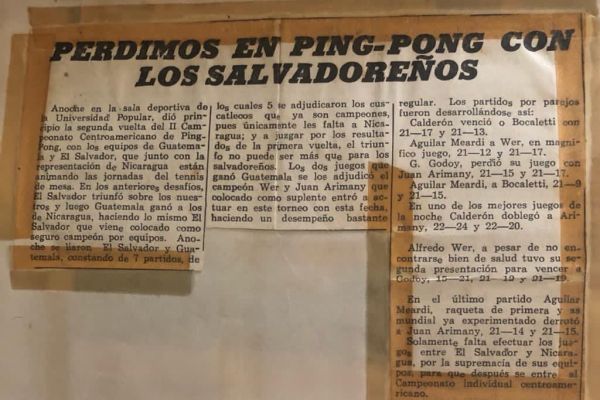 PERDIMOS EN PING-PONG CON
LOS SALVADOREÑOS
Anoche en la sala deportiva de
la Universidad Popular, dió prin-
cipio la segunda vuelta del II Cam-
peonato Centroamericano de Ping-
Pong, con los equipos de Guatema-
la y El Salvador, que junto con la
representación de Nicaragua están
animando las jornadas del tennis
de mesa. En los anteriores desafíos,
El Salvador triunfó sobre los nues-
tros y luego Guatemala ganó a los
de Nicaragua, haciendo lo mismo El
Salvador que viene colocado como
seguro campeón por equipos. Ano-
che se liaron El Salvador y Gua-
temala, constando de 7 partidos, de
los cuales 5 se adjudicaron los cus-
catlecos que ya son campeones,
pues únicamente les falta a Nica-
ragua; y a juzgar por los resulta-
dos de la primera vuelta, el triun-
fo no puede ser más que para los
salvadoreños. Los dos juegos que
ganó Guatemala se los adjudicó el
campeón Wer y Juan Arimany que
como suplente entró a ac-
tuar en este torneo con esta fecha,
haciendo un desempeño bastante
regular. Los partidos por parejos
fueron desarrollándose así:
Calderón venció o Bocaletti con
21—17 y 21—13.
Aguilar Meardi a Wer, en magní-
fico juego, 21—12 y 21—17.
G. Godoy, perdió su juego con
Juan Arimany, 21—15 y 21—17.
Aguilar Meardi, a Bocaletti, 21—9
y 21—15.
En uno de los mejores juegos de
la noche Calderón doblegó a Ari-
many, 22—24 y 22—20.
Alfredo Wer, a pesar de no en-
contrarse bien de salud tuvo su se-
gunda presentación para vencer a
Godoy, 15—21, 21—19 y 21—19.
En el último partido Aguilar
Meardi, raqueta de primera y as
mundial ya experimentado derrotó
a Juan Arimany, 21—14 y 21—15.
Solamente falta efectuar los jue-
gos entre El Salvador y Nicara-
gua, por la supremacía de sus equi-
pos, para que después se entre al
Campeonato individual centroame-
ricano.